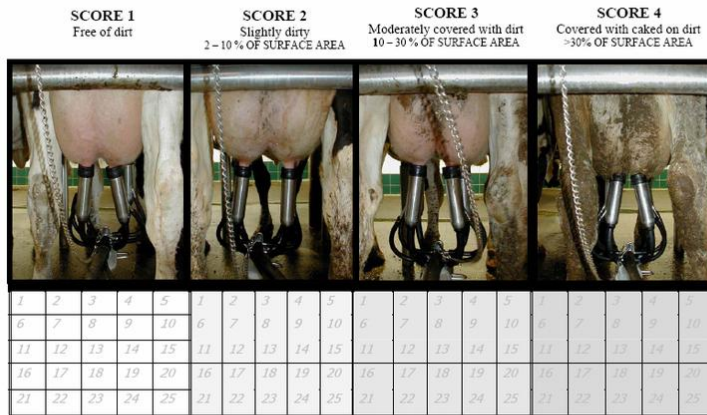 SCORE 1
Free of dirt
SCORE 2
Slightly dirty
2 – 10 % OF SURFACE AREA
SCORE 3
Moderately covered with dirt
10 – 30 % OF SURFACE AREA
SCORE 4
Covered with caked on dirt
>30% OF SURFACE AREA
1 2 3 4 5
6 7 8 9 10
11 12 13 14 15
16 17 18 19 20
21 22 23 24 25
1 2 3 4 5
6 7 8 9 10
11 12 13 14 15
16 17 18 19 20
21 22 23 24 25
1 2 3 4 5
6 7 8 9 10
11 12 13 14 15
16 17 18 19 20
21 22 23 24 25
1 2 3 4 5
6 7 8 9 10
11 12 13 14 15
16 17 18 19 20
21 22 23 24 25